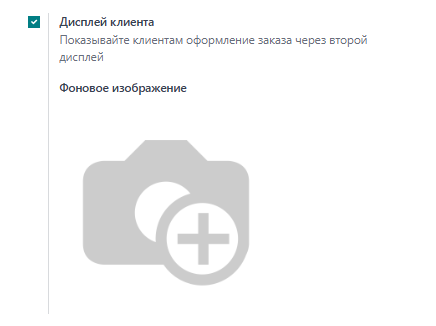 Дисплей клиента
Показывайте клиентам оформление заказа через второй
дисплей
Фоновое изображение